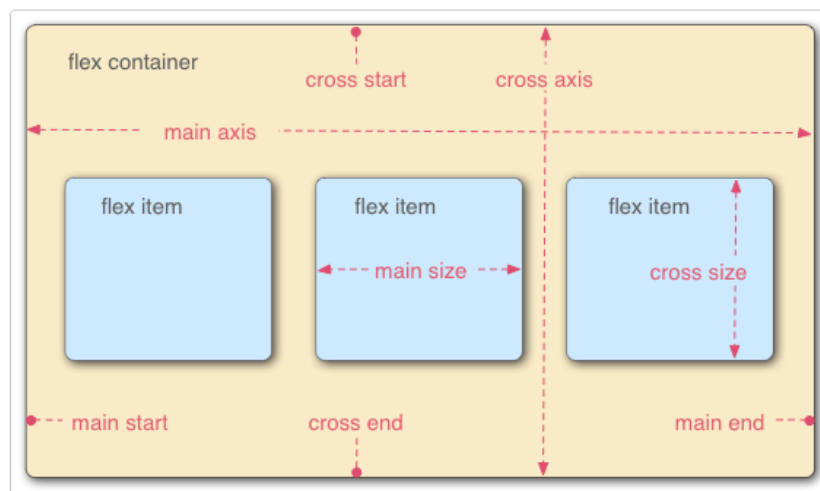 flex container
cross start
cross axis
main axis
flex item
flex item
flex item
main size
cross size
main start
cross end
main end